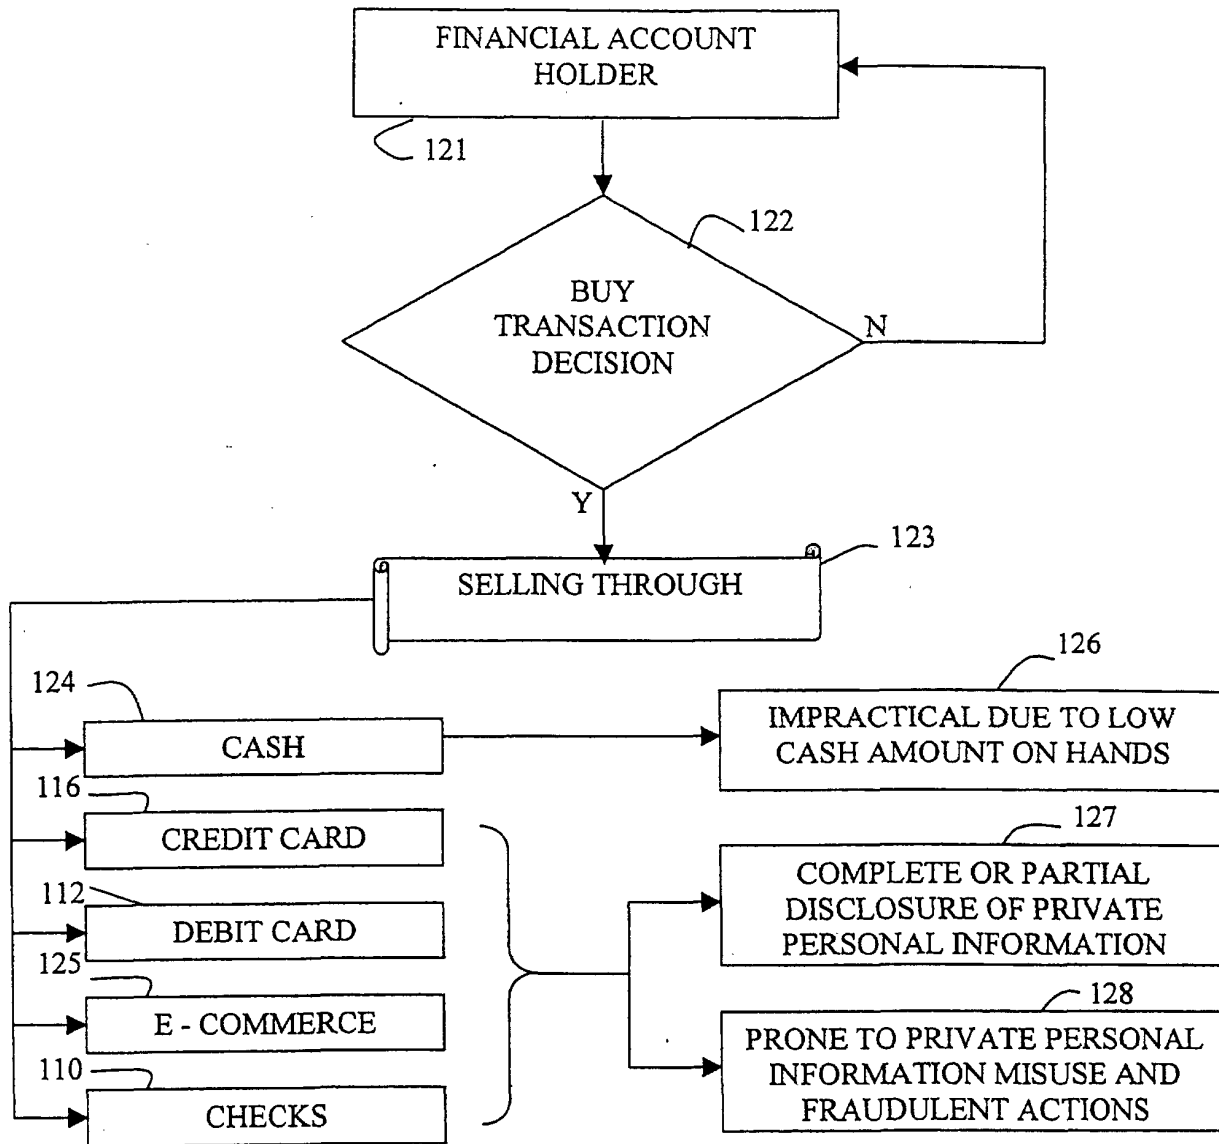 FINANCIAL ACCOUNT
HOLDER
121
122
BUY
TRANSACTION
DECISION
N
Y
123
SELLING THROUGH
124
CASH
126
IMPRACTICAL DUE TO LOW
CASH AMOUNT ON HANDS
116
CREDIT CARD
127
COMPLETE OR PARTIAL
DISCLOSURE OF PRIVATE
PERSONAL INFORMATION
112
DEBIT CARD
125
E - COMMERCE
128
PRONE TO PRIVATE PERSONAL
INFORMATION MISUSE AND
FRAUDULENT ACTIONS
110
CHECKS